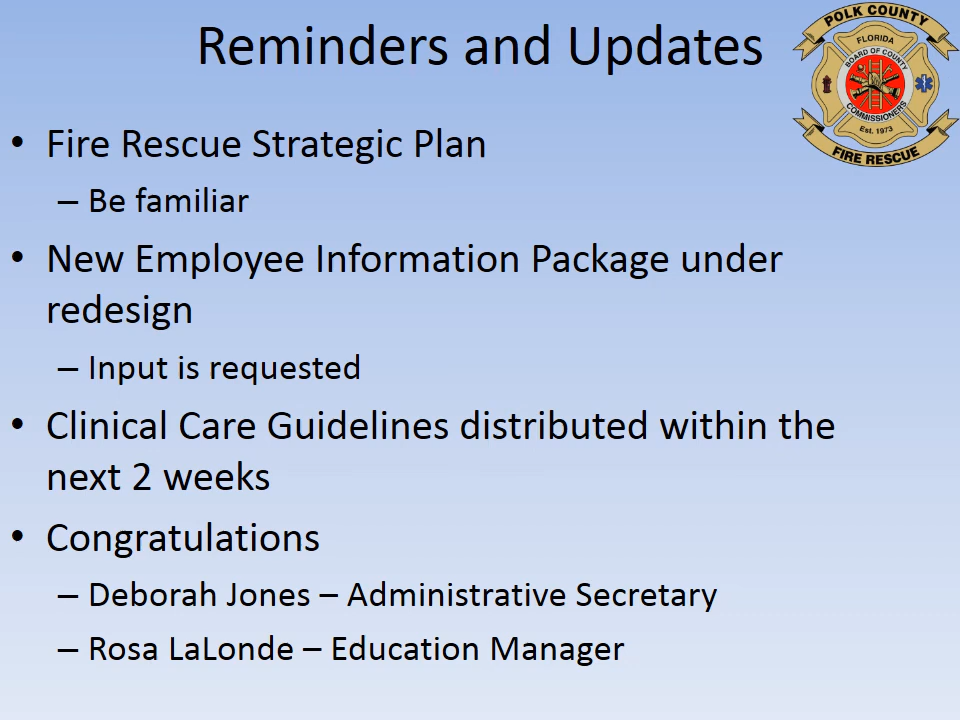 Reminders and Updates
POLK COUNTY
FLORIDA
BOARD OF COUNTY
COMMISSIONERS
Est. 1973
FIRE RESCUE
• Fire Rescue Strategic Plan
– Be familiar
• New Employee Information Package under
redesign
– Input is requested
• Clinical Care Guidelines distributed within the
next 2 weeks
• Congratulations
– Deborah Jones – Administrative Secretary
– Rosa LaLonde – Education Manager